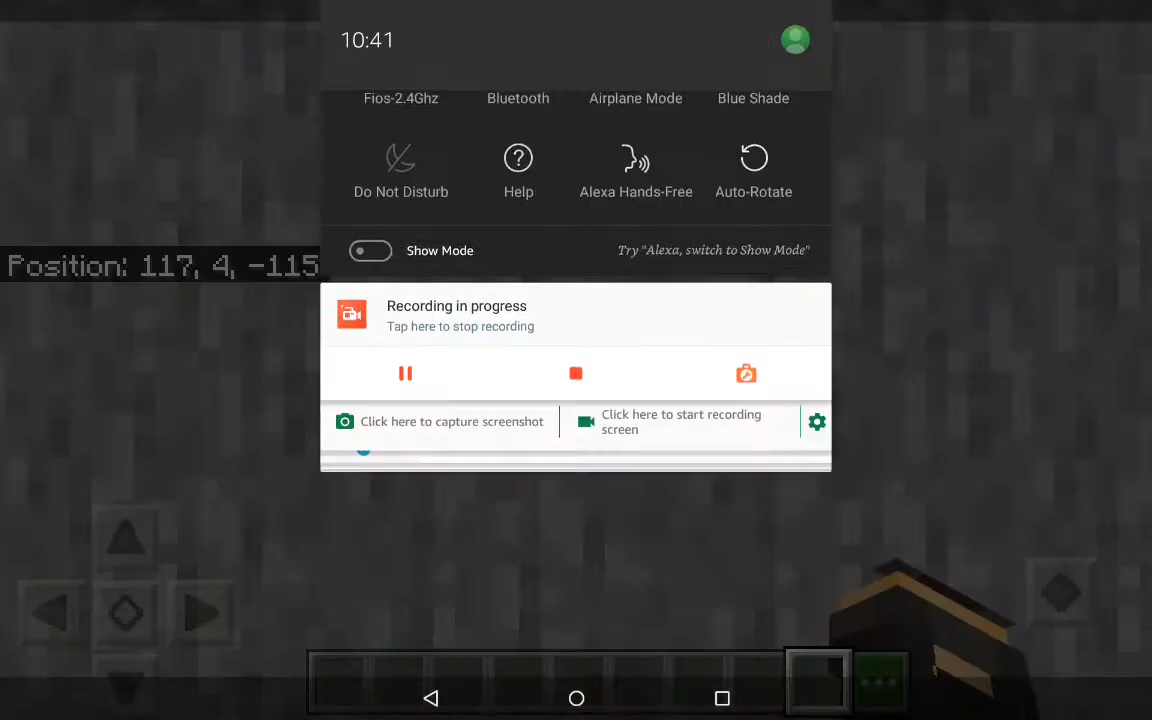 10:41
Fios-2.4Ghz Bluetooth Airplane Mode Blue Shade
Do Not Disturb Help Alexa Hands-Free Auto-Rotate
Show Mode Try "Alexa, switch to Show Mode"
Position: 117, 4, -115
Recording in progress
Tap here to stop recording
Click here to capture screenshot
Click here to start recording
screen